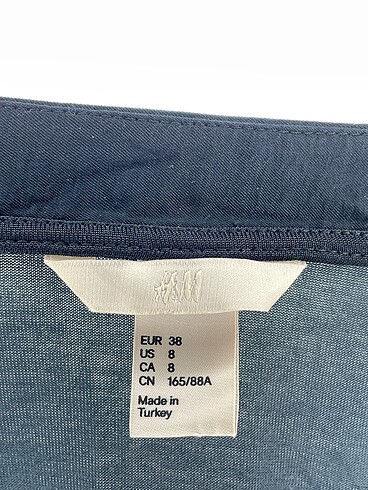 H&M
EUR 38
US 8
CA 8
CN 165/88A
Made in
Turkey